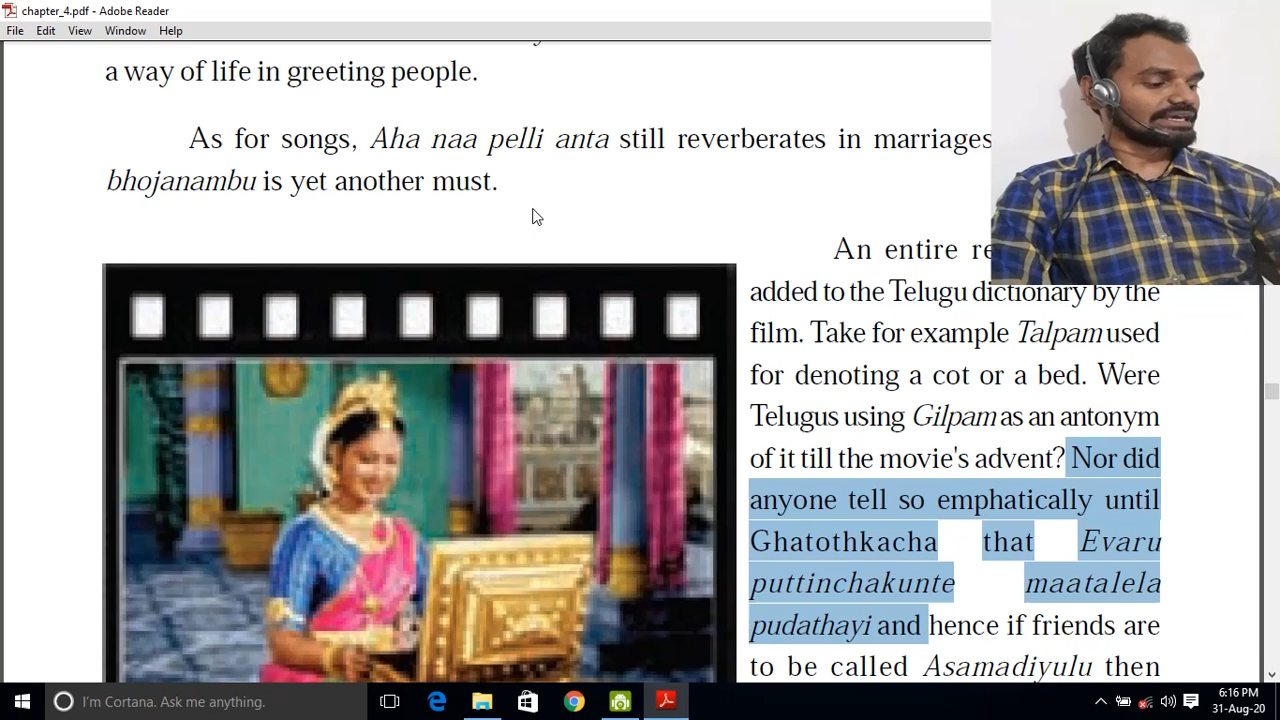 chapter_4.pdf - Adobe Reader
File Edit View Window Help
a way of life in greeting people.
As for songs, Aha naa pelli anta still reverberates in marriages
bhojanambu is yet another must.
An entire re
added to the Telugu dictionary by the
film. Take for example Talpam used
for denoting a cot or a bed. Were
Telugus using Gilpam as an antonym
of it till the movie's advent? Nor did
anyone tell so emphatically until
Ghatothkacha that Evaru
puttinchakunte maatalela
pudathayi and hence if friends are
to be called Asamadiyulu then
I'm Cortana. Ask me anything.
6:16 PM
31-Aug-20